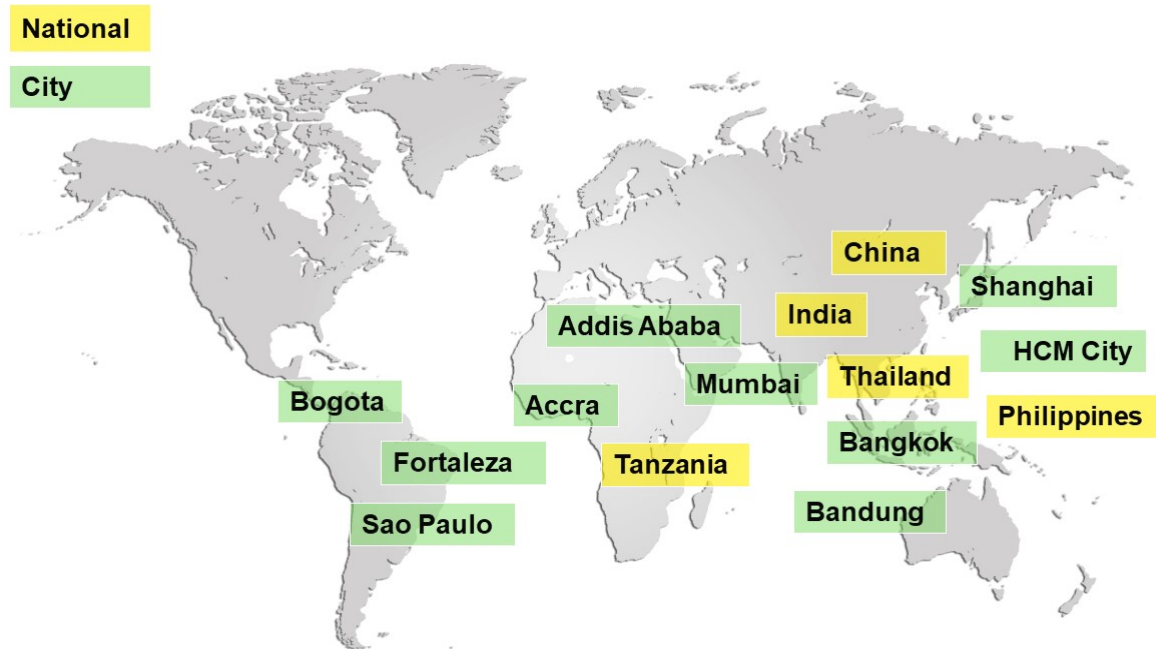 National
City
China
Shanghai
India
Addis Ababa
HCM City
Mumbai
Thailand
Bogota
Accra
Philippines
Bangkok
Fortaleza
Tanzania
Bandung
Sao Paulo